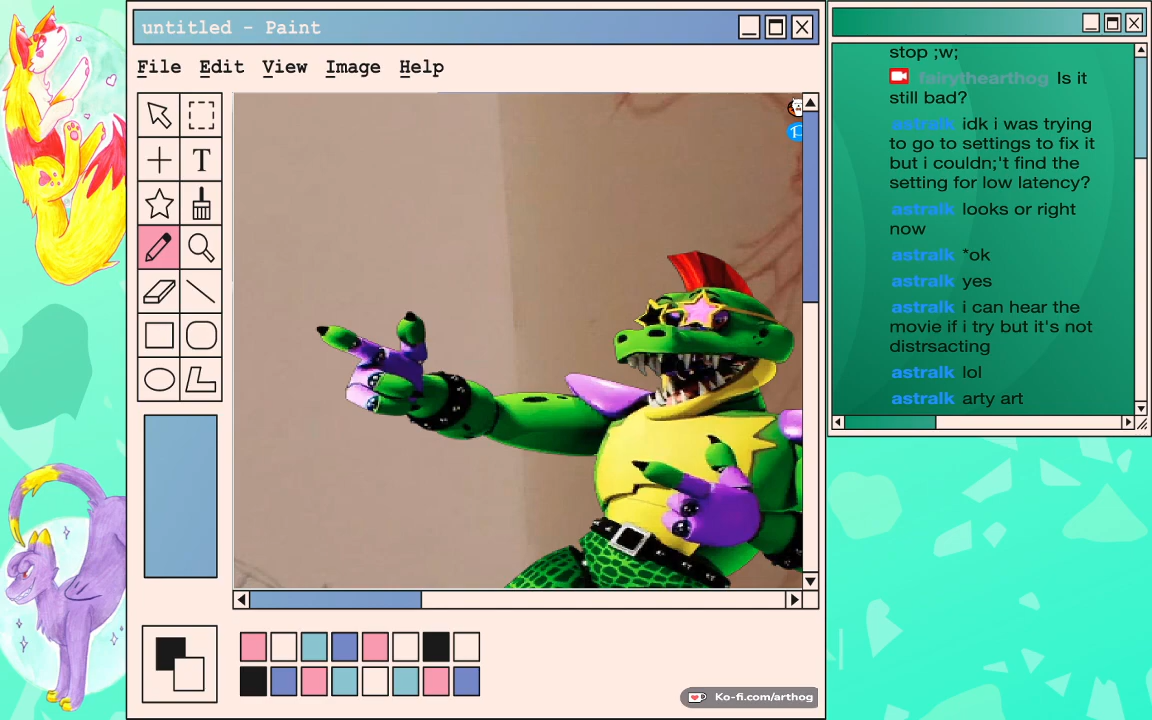 untitled - Paint
File Edit View Image Help
stop ;w;
fairythearthog Is it
still bad?
astralk idk i was trying
to go to settings to fix it
but i couldn;'t find the
setting for low latency?
astralk looks or right
now
astralk *ok
astralk yes
astralk i can hear the
movie if i try but it's not
distrsacting
astralk lol
astralk arty art
T
Ko-fi.com/arthog